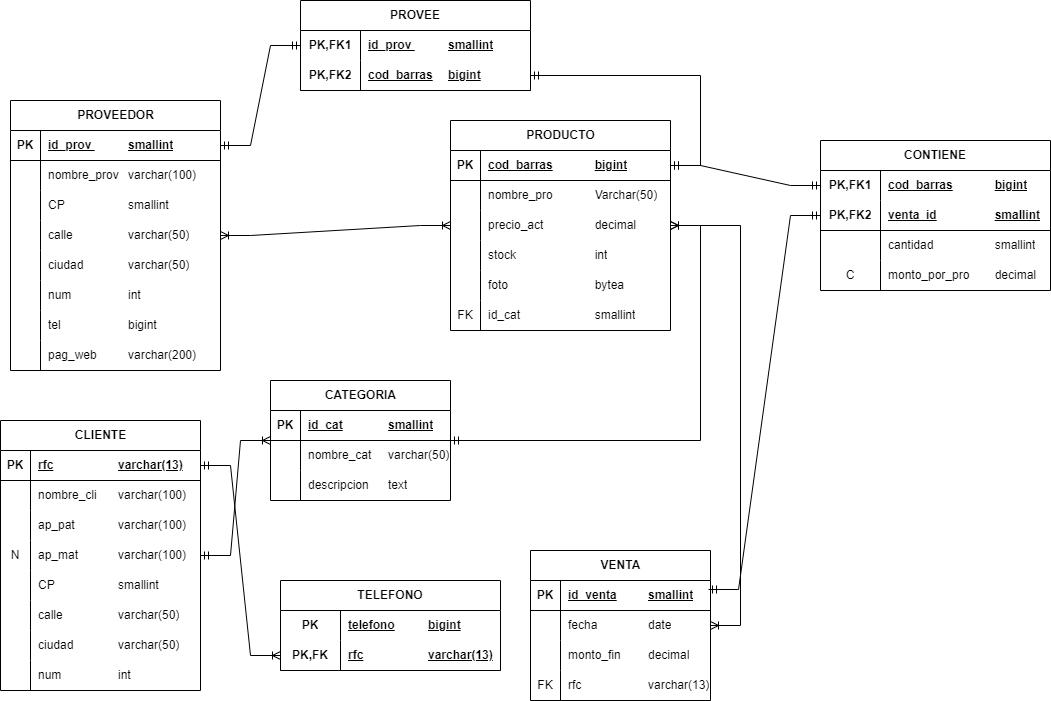 PROVEE
PK,FK1 id_prov smallint
PK,FK2 cod_barras bigint
PROVEEDOR
PK id_prov smallint
nombre_prov varchar(100)
CP smallint
calle varchar(50)
ciudad varchar(50)
num int
tel bigint
pag_web varchar(200)
PRODUCTO
PK cod_barras bigint
nombre_pro Varchar(50)
precio_act decimal
stock int
foto bytea
FK id_cat smallint
CONTIENE
PK,FK1 cod_barras bigint
PK,FK2 venta_id smallint
cantidad smallint
C monto_por_pro decimal
CATEGORIA
PK id_cat smallint
nombre_cat varchar(50)
descripcion text
CLIENTE
PK rfc varchar(13)
nombre_cli varchar(100)
ap_pat varchar(100)
N ap_mat varchar(100)
CP smallint
calle varchar(50)
ciudad varchar(50)
num int
TELEFONO
PK telefono bigint
PK,FK rfc varchar(13)
VENTA
PK id_venta smallint
fecha date
monto_fin decimal
FK rfc varchar(13)